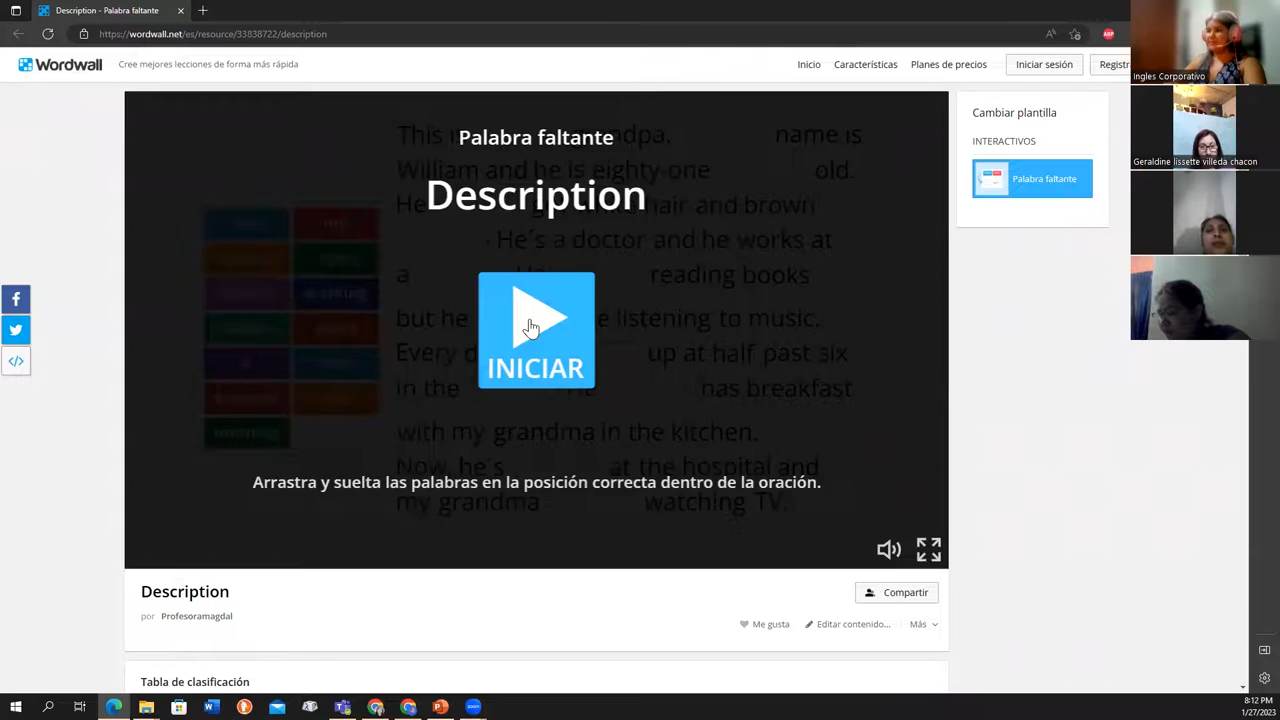 Description - Palabra faltante
https://wordwall.net/es/resource/33838722/description
Wordwall
Cree mejores lecciones de forma más rápida
Inicio
Características
Planes de precios
Iniciar sesión
Registr
Ingles Corporativo
Geraldine lissette villeda chacon
Cambiar plantilla
INTERACTIVOS
Palabra faltante
Palabra faltante
Description
INICIAR
Arrastra y suelta las palabras en la posición correcta dentro de la oración.
This is grandpa. name is
William and he is eighty-one old.
He hair and brown
He´s a doctor and he works at
a reading books
but he listening to music.
Every up at half past six
in the He has breakfast
with my grandma in the kitchen.
Now, he´s at the hospital and
my grandma watching TV.
Description
Compartir
por Profesoramagdal
Me gusta
Editar contenido...
Más
Tabla de clasificación
8:12 PM
1/27/2023